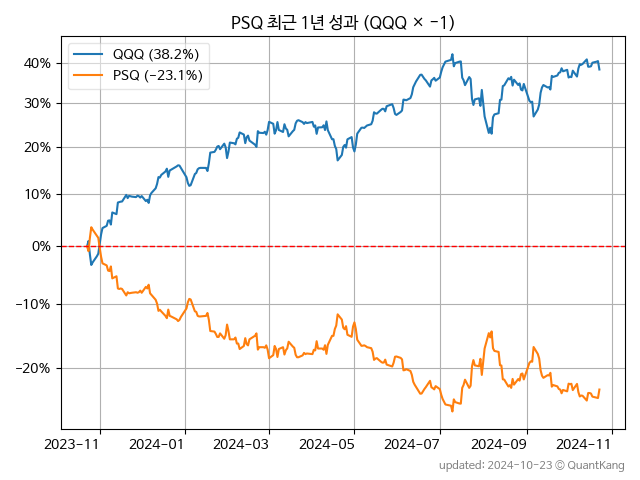 PSQ 최근 1년 성과 (QQQ × −1)
QQQ (38.2%)
PSQ (−23.1%)
40%
30%
20%
10%
0%
−10%
−20%
2023−11 2024−01 2024−03 2024−05 2024−07 2024−09 2024−11
updated: 2024-10-23 © QuantKang